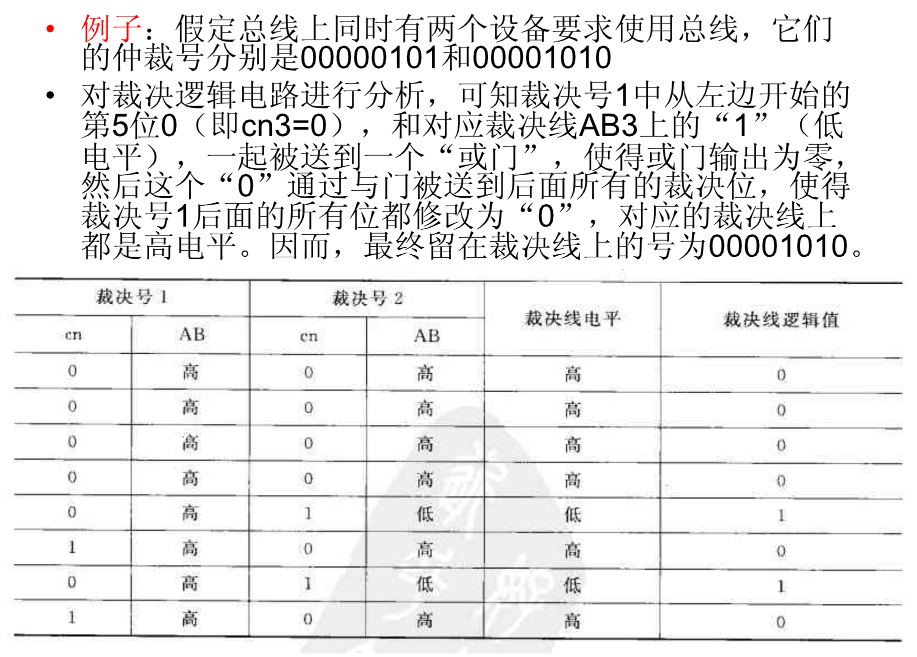 • 例子：假定总线上同时有两个设备要求使用总线，它们
的仲裁号分别是00000101和00001010
• 对裁决逻辑电路进行分析，可知裁决号1中从左边开始的
第5位0（即cn3=0），和对应裁决线AB3上的“1”（低
电平），一起被送到一个“或门”，使得或门输出为零，
然后这个“0”通过与门被送到后面所有的裁决位，使得
裁决号1后面的所有位都修改为“0”，对应的裁决线上
都是高电平。因而，最终留在裁决线上的号为00001010。
裁决号 1 裁决号 2 裁决线电平 裁决线逻辑值
cn AB cn AB
0 高 0 高 高 0
0 高 0 高 高 0
0 高 0 高 高 0
0 高 0 高 高 0
0 高 1 低 低 1
1 高 0 高 高 0
0 高 1 低 低 1
1 高 0 高 高 0